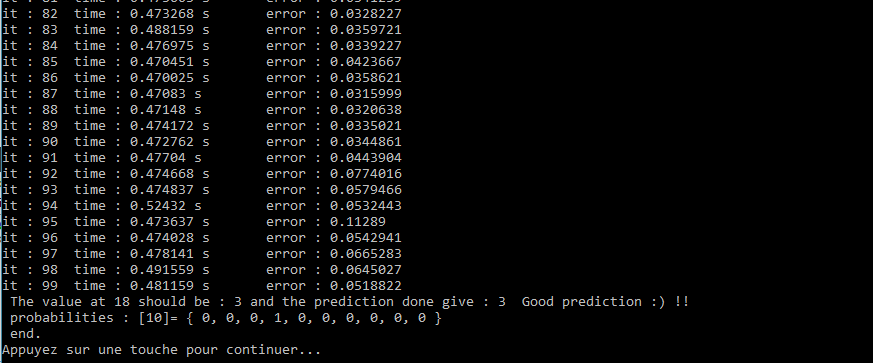 it : 82 time : 0.473268 s error : 0.0328227
it : 83 time : 0.488159 s error : 0.0359721
it : 84 time : 0.476975 s error : 0.0339227
it : 85 time : 0.470451 s error : 0.0423667
it : 86 time : 0.470025 s error : 0.0358621
it : 87 time : 0.47083 s error : 0.0315999
it : 88 time : 0.47148 s error : 0.0320638
it : 89 time : 0.474172 s error : 0.0335021
it : 90 time : 0.472762 s error : 0.0344861
it : 91 time : 0.47704 s error : 0.0443904
it : 92 time : 0.474668 s error : 0.0774016
it : 93 time : 0.474837 s error : 0.0579466
it : 94 time : 0.52432 s error : 0.0532443
it : 95 time : 0.473637 s error : 0.11289
it : 96 time : 0.474028 s error : 0.0542941
it : 97 time : 0.478141 s error : 0.0665283
it : 98 time : 0.491559 s error : 0.0645027
it : 99 time : 0.481159 s error : 0.0518822
The value at 18 should be : 3 and the prediction done give : 3 Good prediction :) !!
probabilities : [10]= { 0, 0, 0, 1, 0, 0, 0, 0, 0, 0 }
end.
Appuyez sur une touche pour continuer...